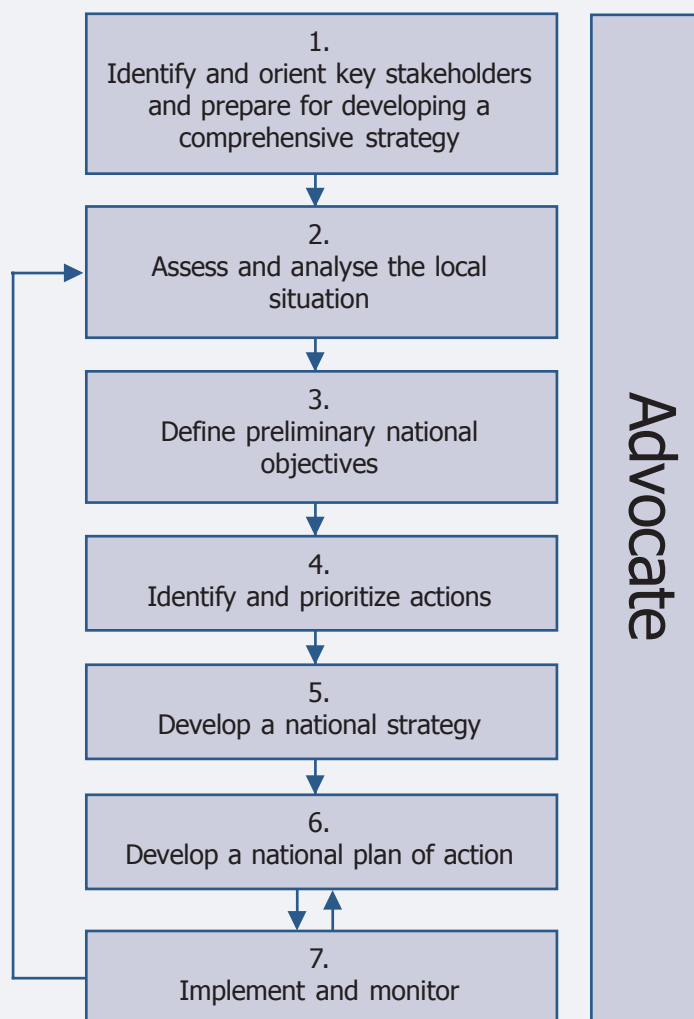 1.
Identify and orient key stakeholders
and prepare for developing a
comprehensive strategy
2.
Assess and analyse the local
situation
3.
Define preliminary national
objectives
4.
Identify and prioritize actions
5.
Develop a national strategy
6.
Develop a national plan of action
7.
Implement and monitor
Advocate